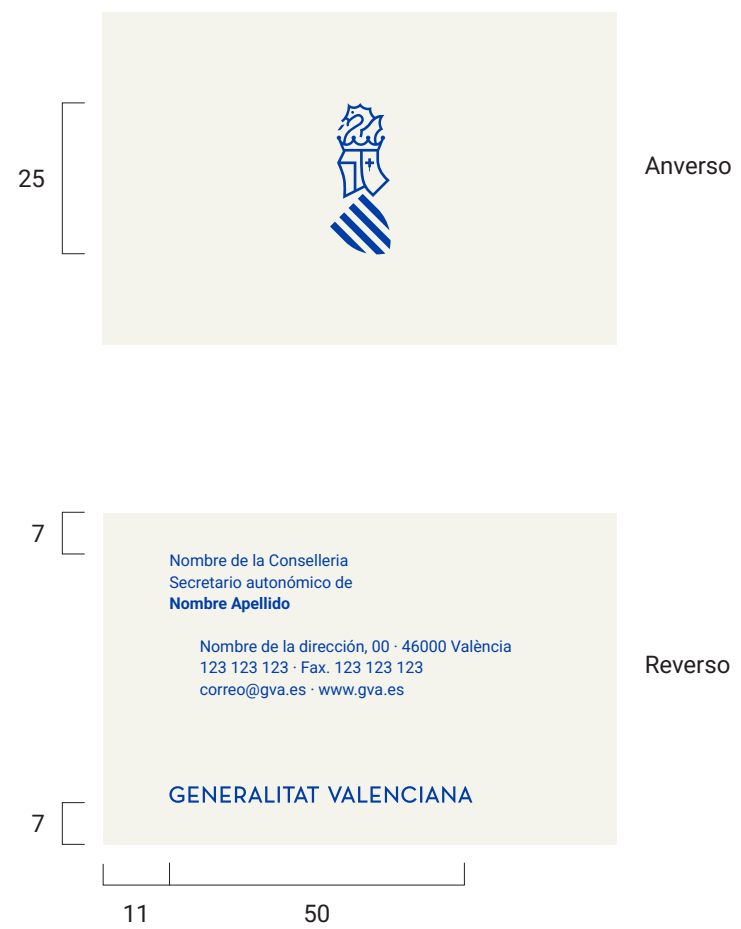 25
Anverso
7
Nombre de la Conselleria
Secretario autonómico de
Nombre Apellido
Nombre de la dirección, 00 · 46000 València
123 123 123 · Fax. 123 123 123
correo@gva.es · www.gva.es
Reverso
GENERALITAT VALENCIANA
7
11
50